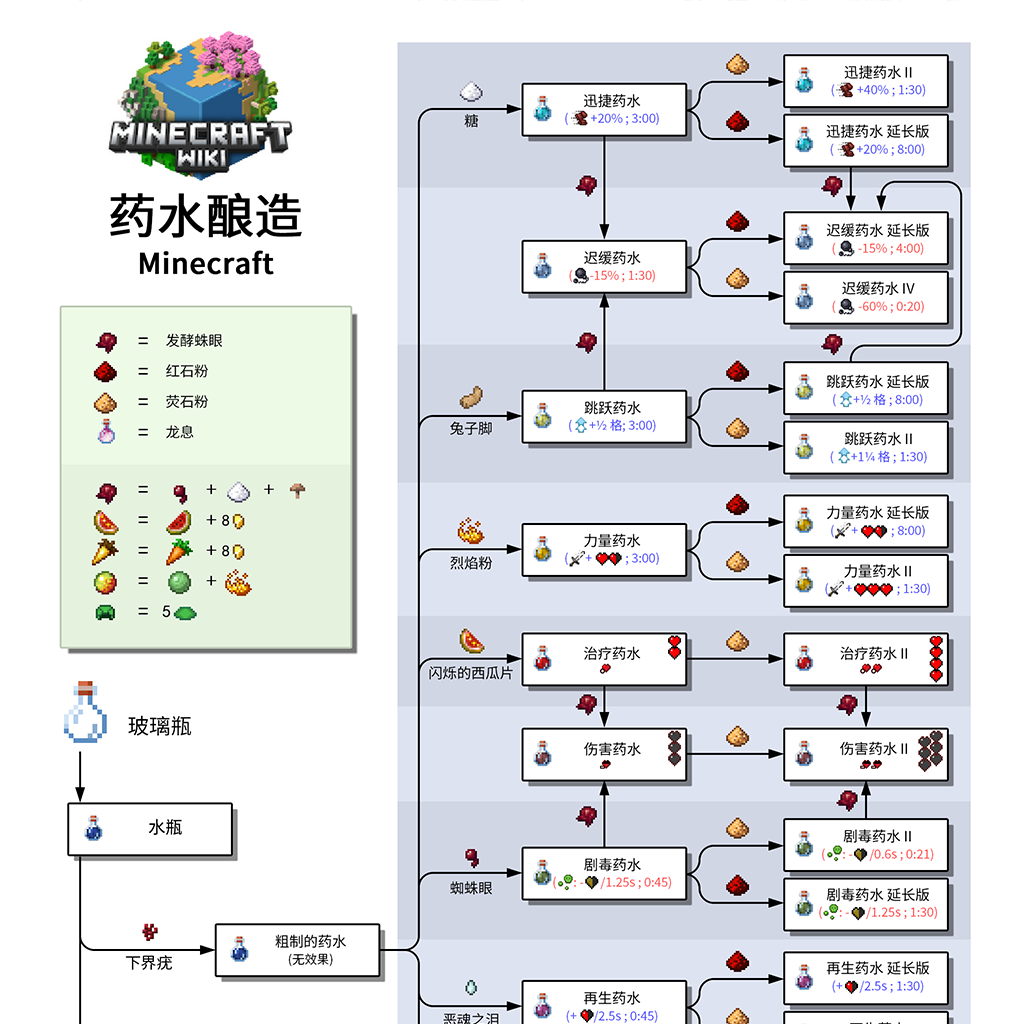 MINECRAFT
WIKI
药水酿造
Minecraft
= 发酵蛛眼
= 红石粉
= 荧石粉
= 龙息
= + +
= + 8
= + 8
= +
= 5
玻璃瓶
水瓶
下界疣
粗制的药水
(无效果)
糖
迅捷药水
( +20% ; 3:00)
迅捷药水 II
( +40% ; 1:30)
迅捷药水 延长版
( +20% ; 8:00)
迟缓药水
( -15% ; 1:30)
迟缓药水 延长版
( -15% ; 4:00)
迟缓药水 IV
( -60% ; 0:20)
兔子脚
跳跃药水
( +½ 格; 3:00)
跳跃药水 延长版
( +½ 格; 8:00)
跳跃药水 II
( +1¼ 格 ; 1:30)
烈焰粉
力量药水
( + ; 3:00)
力量药水 延长版
( + ; 8:00)
力量药水 II
( + ; 1:30)
闪烁的西瓜片
治疗药水
治疗药水 II
伤害药水
伤害药水 II
蜘蛛眼
剧毒药水
( : - /1.25s ; 0:45)
剧毒药水 II
( : - /0.6s ; 0:21)
剧毒药水 延长版
( : - /1.25s ; 1:30)
恶魂之泪
再生药水
(+ /2.5s ; 0:45)
再生药水 延长版
(+ /2.5s ; 1:30)